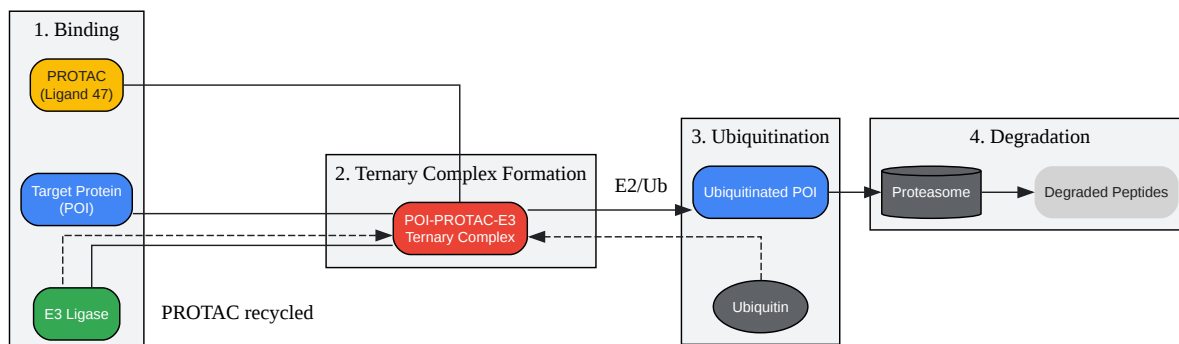 1. Binding
PROTAC
(Ligand 47)
Target Protein
(POI)
E3 Ligase
PROTAC recycled
2. Ternary Complex Formation
POI-PROTAC-E3
Ternary Complex
E2/Ub
3. Ubiquitination
Ubiquitinated POI
Ubiquitin
4. Degradation
Proteasome
Degraded Peptides